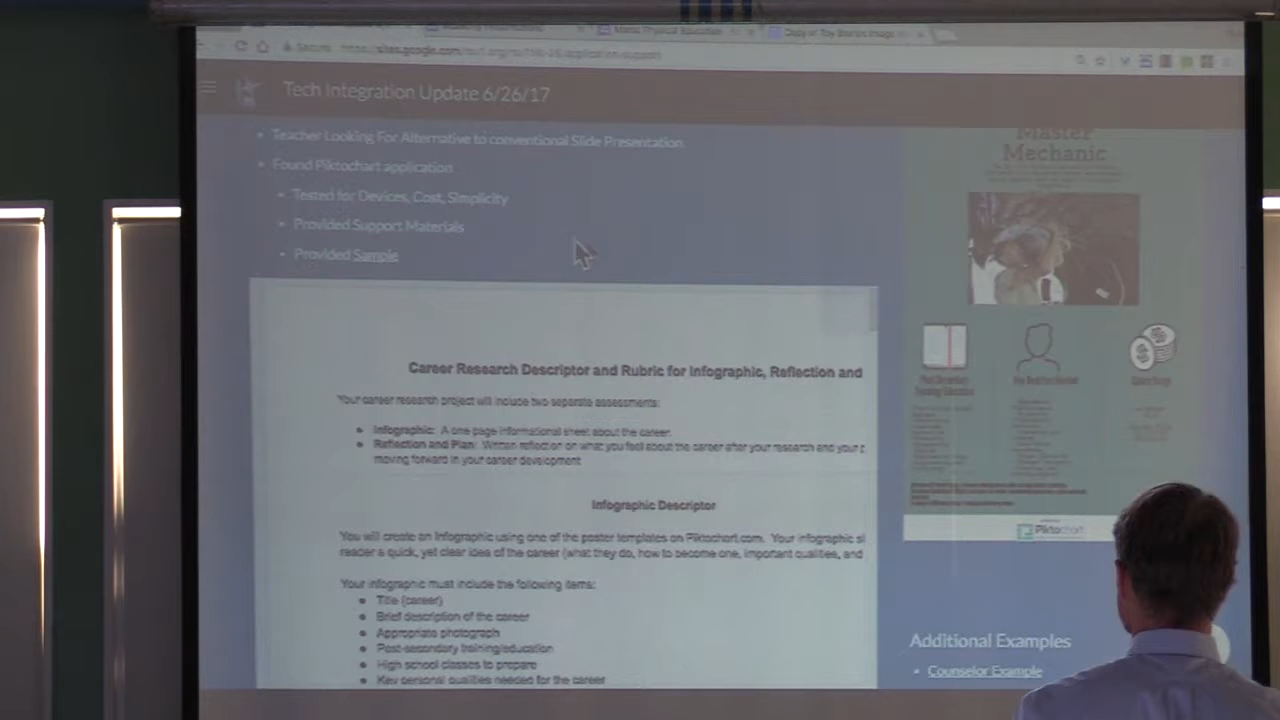 Secure
Tech Integration Update 6/26/17
Teacher Looking For Alternative to conventional Slide Presentation
Found Piktochart application
Tested for Devices, Cost, Simplicity
Provided Support Materials
Provided Sample
Career Research Descriptor and Rubric for Infographic, Reflection and
Your career research project will include two separate assessments:
Infographic: A one page informational sheet about the career.
Reflection and Plan: Written reflection on what you feel about the career after your research and your p
moving forward in your career development
Infographic Descriptor
You will create an Infographic using one of the poster templates on Piktochart.com. Your infographic sl
reader a quick, yet clear idea of the career (what they do, how to become one, important qualities, and
Your infographic must include the following items:
Title (career)
Brief description of the career
Appropriate photograph
Post-secondary training/education
High school classes to prepare
Key personal qualities needed for the career
Master
Mechanic
Piktochart
Additional Examples
Counselor Example